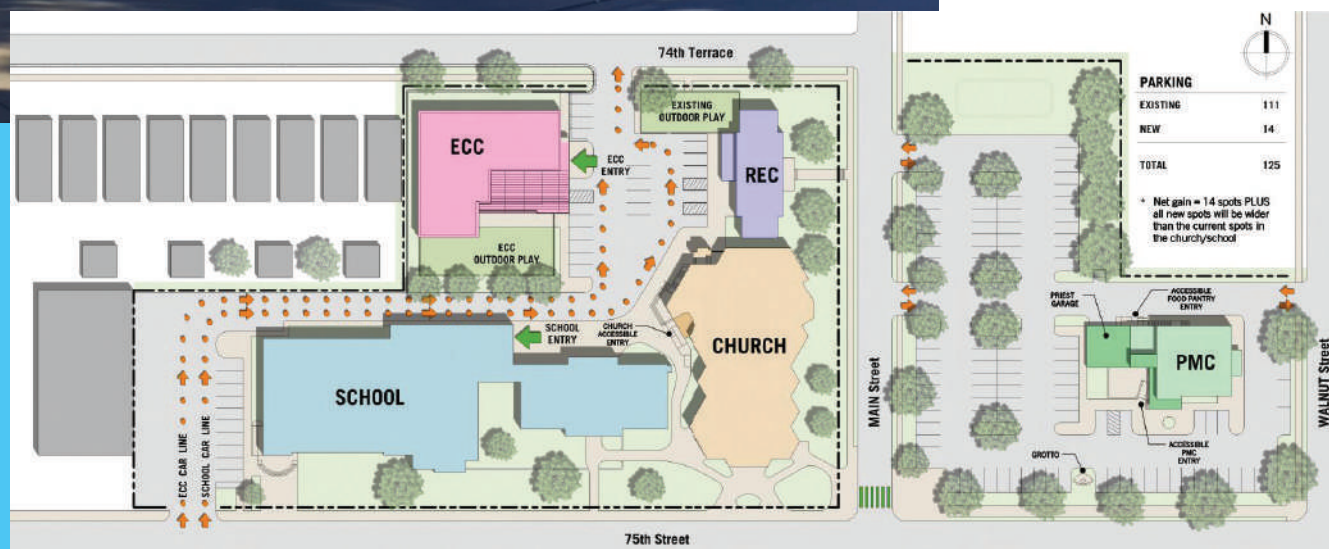 74th Terrace
N
PARKING
EXISTING 111
NEW 14
TOTAL 125
* Net gain = 14 spots PLUS
all new spots will be wider
than the current spots in
the church/school
EXISTING
OUTDOOR PLAY
ECC
ECC
ENTRY
REC
ECC
OUTDOOR PLAY
SCHOOL
ENTRY
CHURCH
ACCESSIBLE
ENTRY
CHURCH
SCHOOL
ECC CAR LINE
SCHOOL CAR LINE
MAIN Street
PRIEST
GARAGE
ACCESSIBLE
FOOD PANTRY
ENTRY
PMC
ACCESSIBLE
PMC
ENTRY
GROTTO
WALNUT Street
75th Street